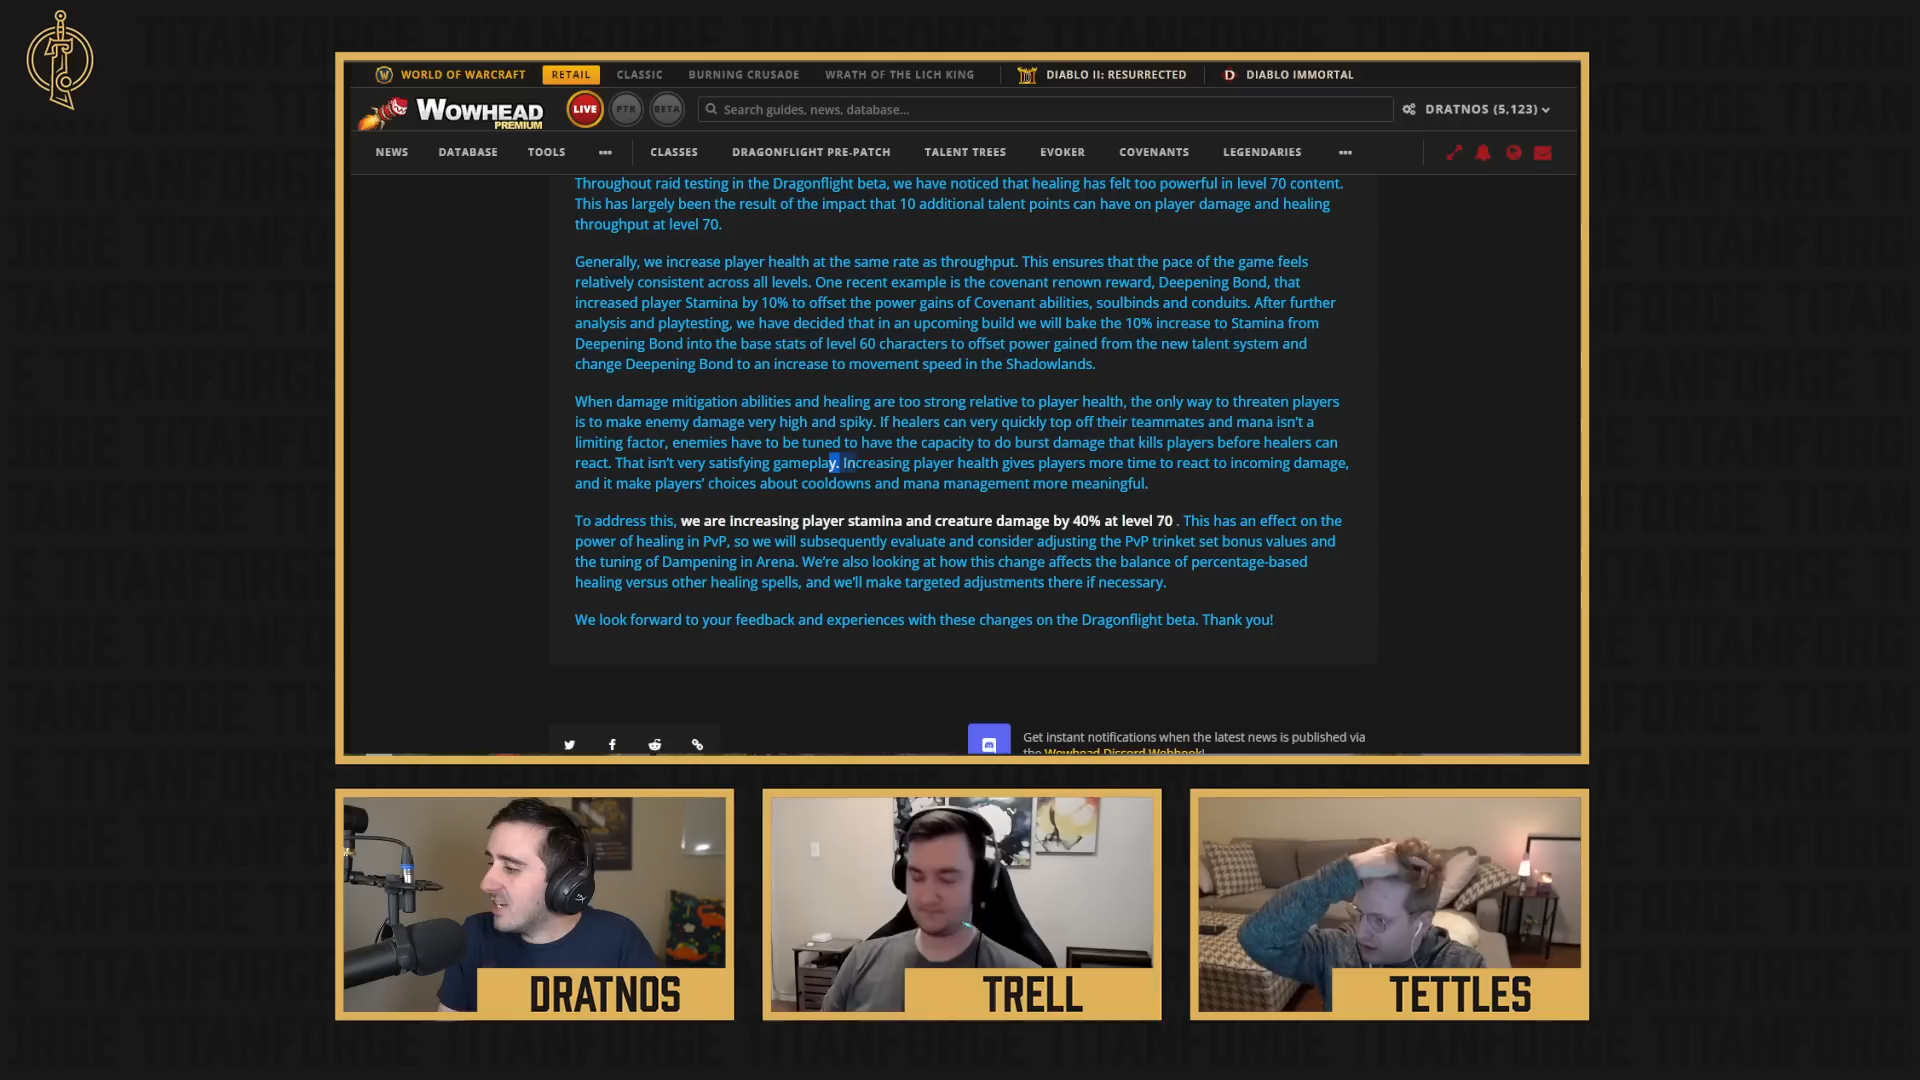 WORLD OF WARCRAFT RETAIL CLASSIC BURNING CRUSADE WRATH OF THE LICH KING DIABLO II: RESURRECTED DIABLO IMMORTAL
WOWHEAD PREMIUM LIVE PTR BETA Search guides, news, database... DRATNOS (5,123)
NEWS DATABASE TOOLS ••• CLASSES DRAGONFLIGHT PRE-PATCH TALENT TREES EVOKER COVENANTS LEGENDARIES •••
Throughout raid testing in the Dragonflight beta, we have noticed that healing has felt too powerful in level 70 content.
This has largely been the result of the impact that 10 additional talent points can have on player damage and healing
throughput at level 70.
Generally, we increase player health at the same rate as throughput. This ensures that the pace of the game feels
relatively consistent across all levels. One recent example is the covenant renown reward, Deepening Bond, that
increased player Stamina by 10% to offset the power gains of Covenant abilities, soulbinds and conduits. After further
analysis and playtesting, we have decided that in an upcoming build we will bake the 10% increase to Stamina from
Deepening Bond into the base stats of level 60 characters to offset power gained from the new talent system and
change Deepening Bond to an increase to movement speed in the Shadowlands.
When damage mitigation abilities and healing are too strong relative to player health, the only way to threaten players
is to make enemy damage very high and spiky. If healers can very quickly top off their teammates and mana isn't a
limiting factor, enemies have to be tuned to have the capacity to do burst damage that kills players before healers can
react. That isn't very satisfying gameplay. Increasing player health gives players more time to react to incoming damage,
and it make players' choices about cooldowns and mana management more meaningful.
To address this, we are increasing player stamina and creature damage by 40% at level 70 . This has an effect on the
power of healing in PvP, so we will subsequently evaluate and consider adjusting the PvP trinket set bonus values and
the tuning of Dampening in Arena. We're also looking at how this change affects the balance of percentage-based
healing versus other healing spells, and we'll make targeted adjustments there if necessary.
We look forward to your feedback and experiences with these changes on the Dragonflight beta. Thank you!
Get instant notifications when the latest news is published via
the Wowhead Discord Webhook!
DRATNOS
TRELL
TETTLES